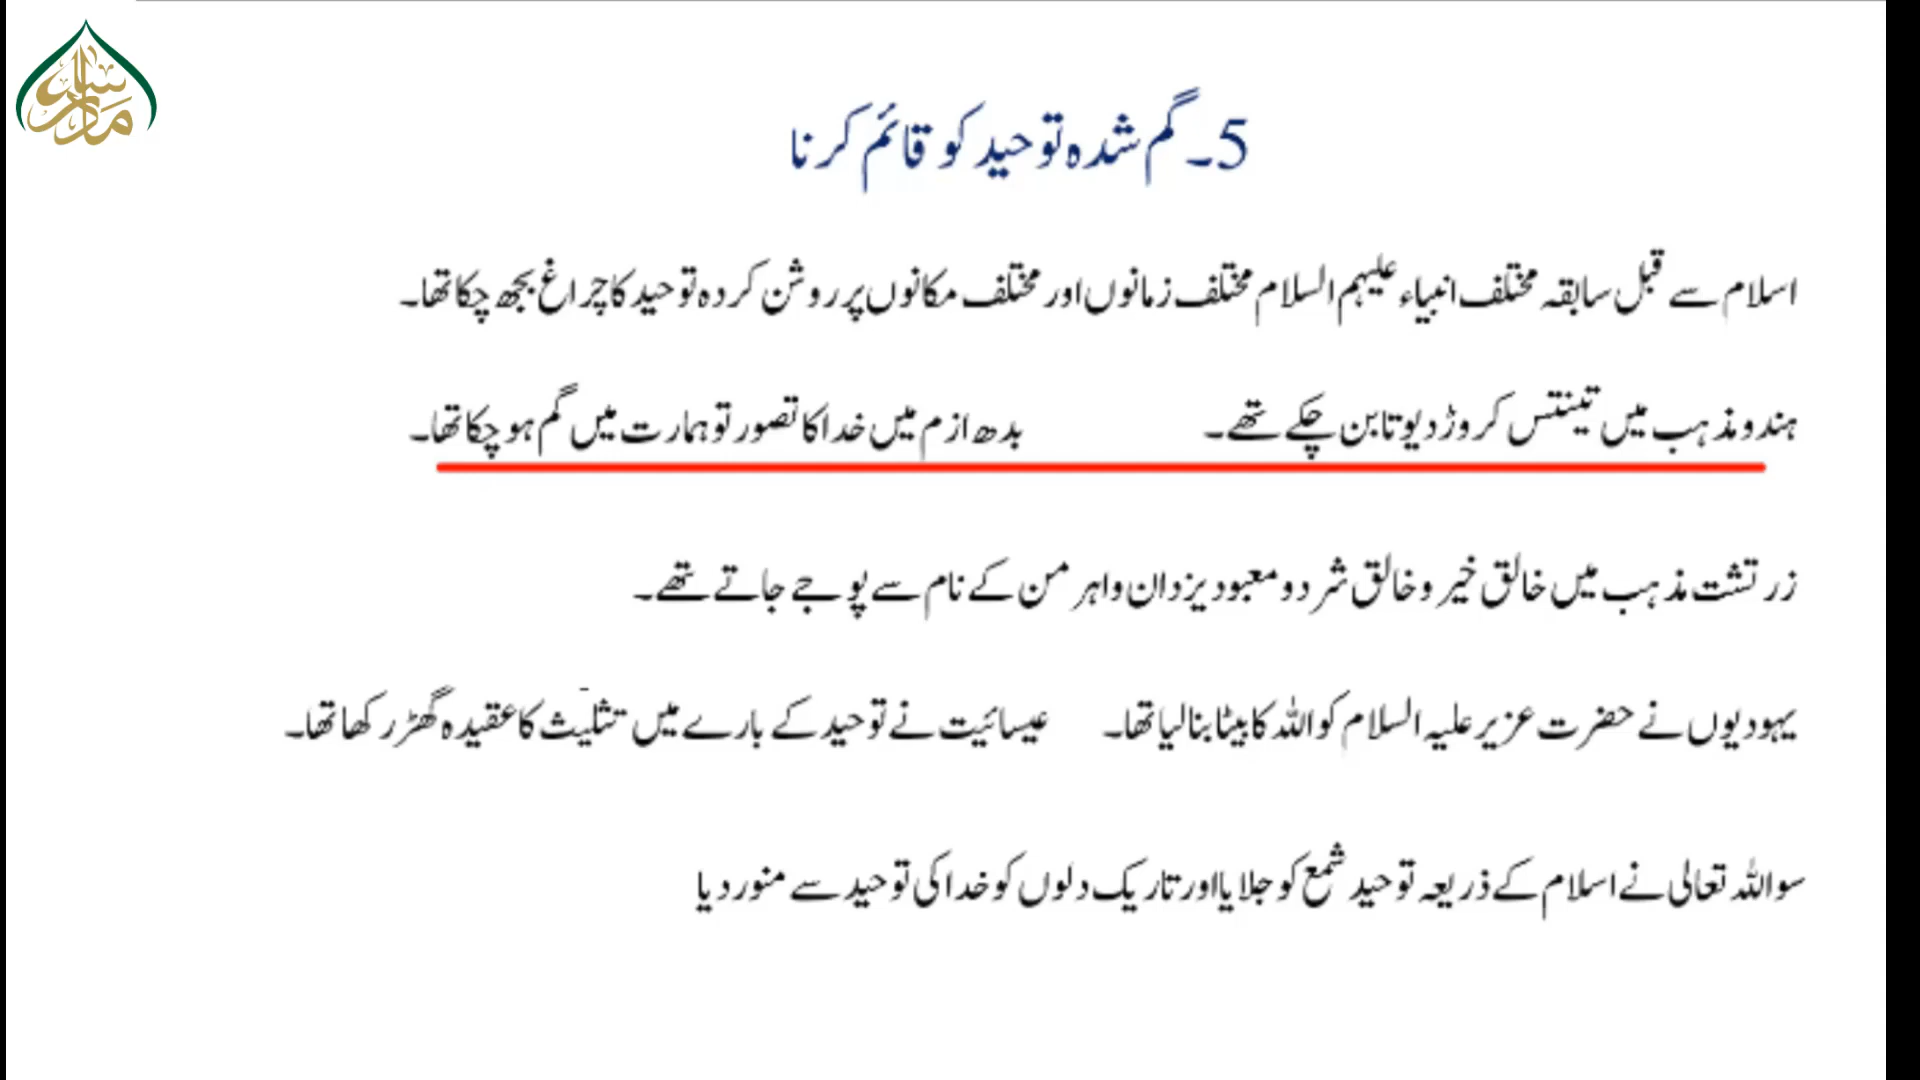 5۔ گم شدہ توحید کو قائم کرنا
اسلام سے قبل سابقہ مختلف انبیاء علیہم السلام مختلف زمانوں اور مختلف مکانوں پر روشن کردہ توحید کا چراغ بجھ چکا تھا۔
ہندو مذہب میں تینتس کروڑ دیوتا بن چکے تھے۔ بدھ ازم میں خدا کا تصور تو ہمارت میں گم ہو چکا تھا۔
زرتشت مذہب میں خالق خیر و خالق شر دو معبود یزدان و اہرمن کے نام سے پوجے جاتے تھے۔
یہودیوں نے حضرت عزیر علیہ السلام کو اللہ کا بیٹا بنا لیا تھا۔ عیسائیت نے توحید کے بارے میں تثلیث کا عقیدہ گھڑ رکھا تھا۔
سو اللہ تعالی نے اسلام کے ذریعہ توحید شمع کو جلایا اور تاریک دلوں کو خدا کی توحید سے منور دیا